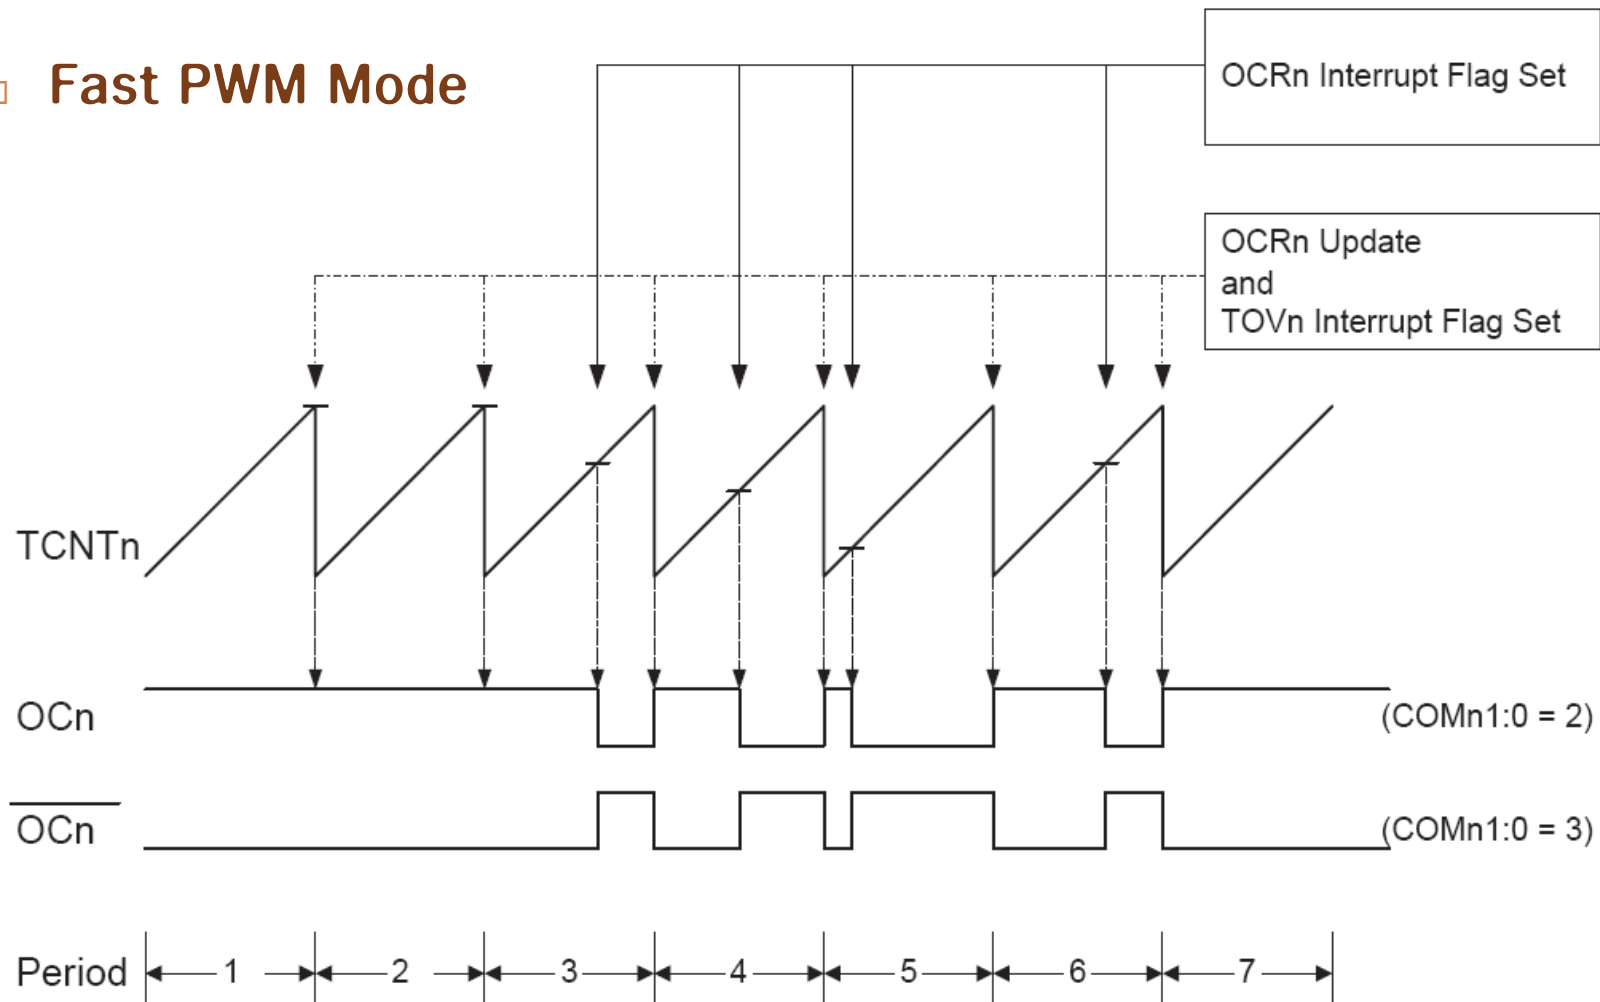 Fast PWM Mode
OCRn Interrupt Flag Set
OCRn Update
and
TOVn Interrupt Flag Set
TCNTn
OCn
(COMn1:0 = 2)
OCn
(COMn1:0 = 3)
Period 1 2 3 4 5 6 7